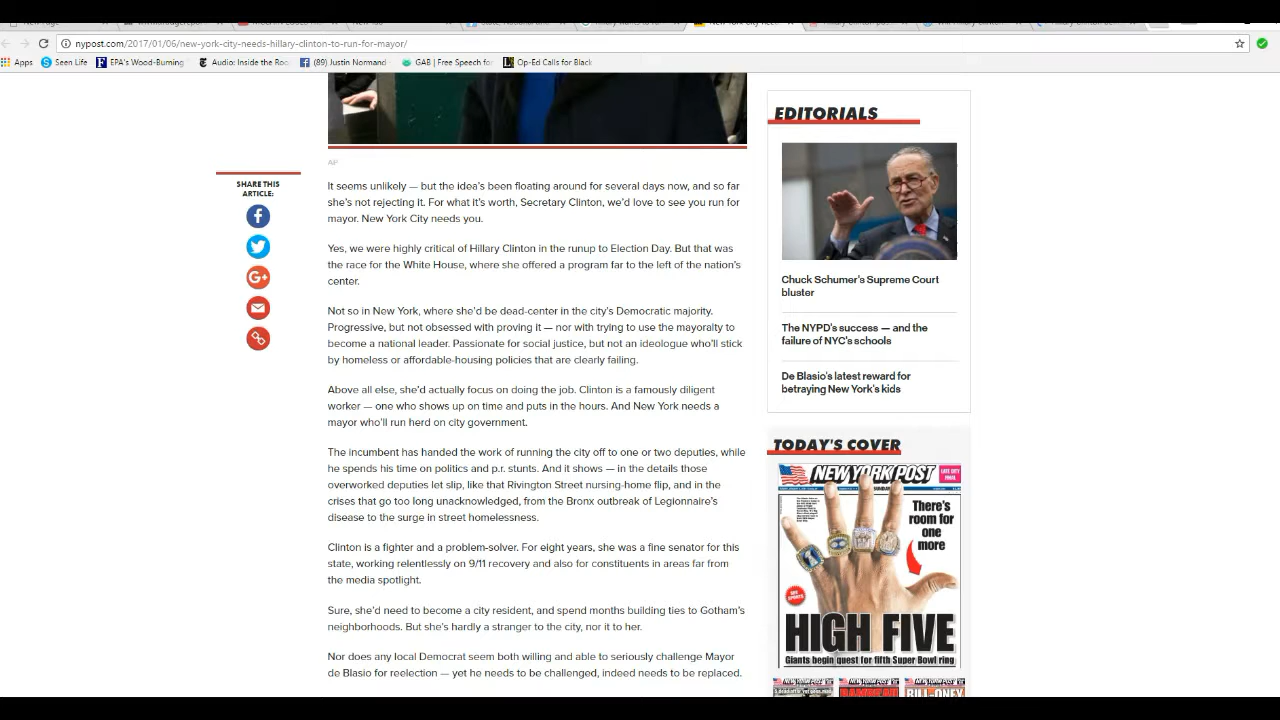 nypost.com/2017/01/06/new-york-city-needs-hillary-clinton-to-run-for-mayor/
Apps
Seen Life
EPA's Wood-Burning
Audio: Inside the Roo
(89) Justin Normand
GAB | Free Speech for
Op-Ed Calls for Black
AP
SHARE THIS
ARTICLE:
It seems unlikely — but the idea's been floating around for several days now, and so far
she's not rejecting it. For what it's worth, Secretary Clinton, we'd love to see you run for
mayor. New York City needs you.
Yes, we were highly critical of Hillary Clinton in the runup to Election Day. But that was
the race for the White House, where she offered a program far to the left of the nation's
center.
Not so in New York, where she'd be dead-center in the city's Democratic majority.
Progressive, but not obsessed with proving it — nor with trying to use the mayoralty to
become a national leader. Passionate for social justice, but not an ideologue who'll stick
by homeless or affordable-housing policies that are clearly failing.
Above all else, she'd actually focus on doing the job. Clinton is a famously diligent
worker — one who shows up on time and puts in the hours. And New York needs a
mayor who'll run herd on city government.
The incumbent has handed the work of running the city off to one or two deputies, while
he spends his time on politics and p.r. stunts. And it shows — in the details those
overworked deputies let slip, like that Rivington Street nursing-home flip, and in the
crises that go too long unacknowledged, from the Bronx outbreak of Legionnaire's
disease to the surge in street homelessness.
Clinton is a fighter and a problem-solver. For eight years, she was a fine senator for this
state, working relentlessly on 9/11 recovery and also for constituents in areas far from
the media spotlight.
Sure, she'd need to become a city resident, and spend months building ties to Gotham's
neighborhoods. But she's hardly a stranger to the city, nor it to her.
Nor does any local Democrat seem both willing and able to seriously challenge Mayor
de Blasio for reelection — yet he needs to be challenged, indeed needs to be replaced.
EDITORIALS
Chuck Schumer's Supreme Court
bluster
The NYPD's success — and the
failure of NYC's schools
De Blasio's latest reward for
betraying New York's kids
TODAY'S COVER
NEW YORK POST
LATE CITY
FINAL
There's
room for
one
more
HIGH FIVE
Giants begin quest for fifth Super Bowl ring